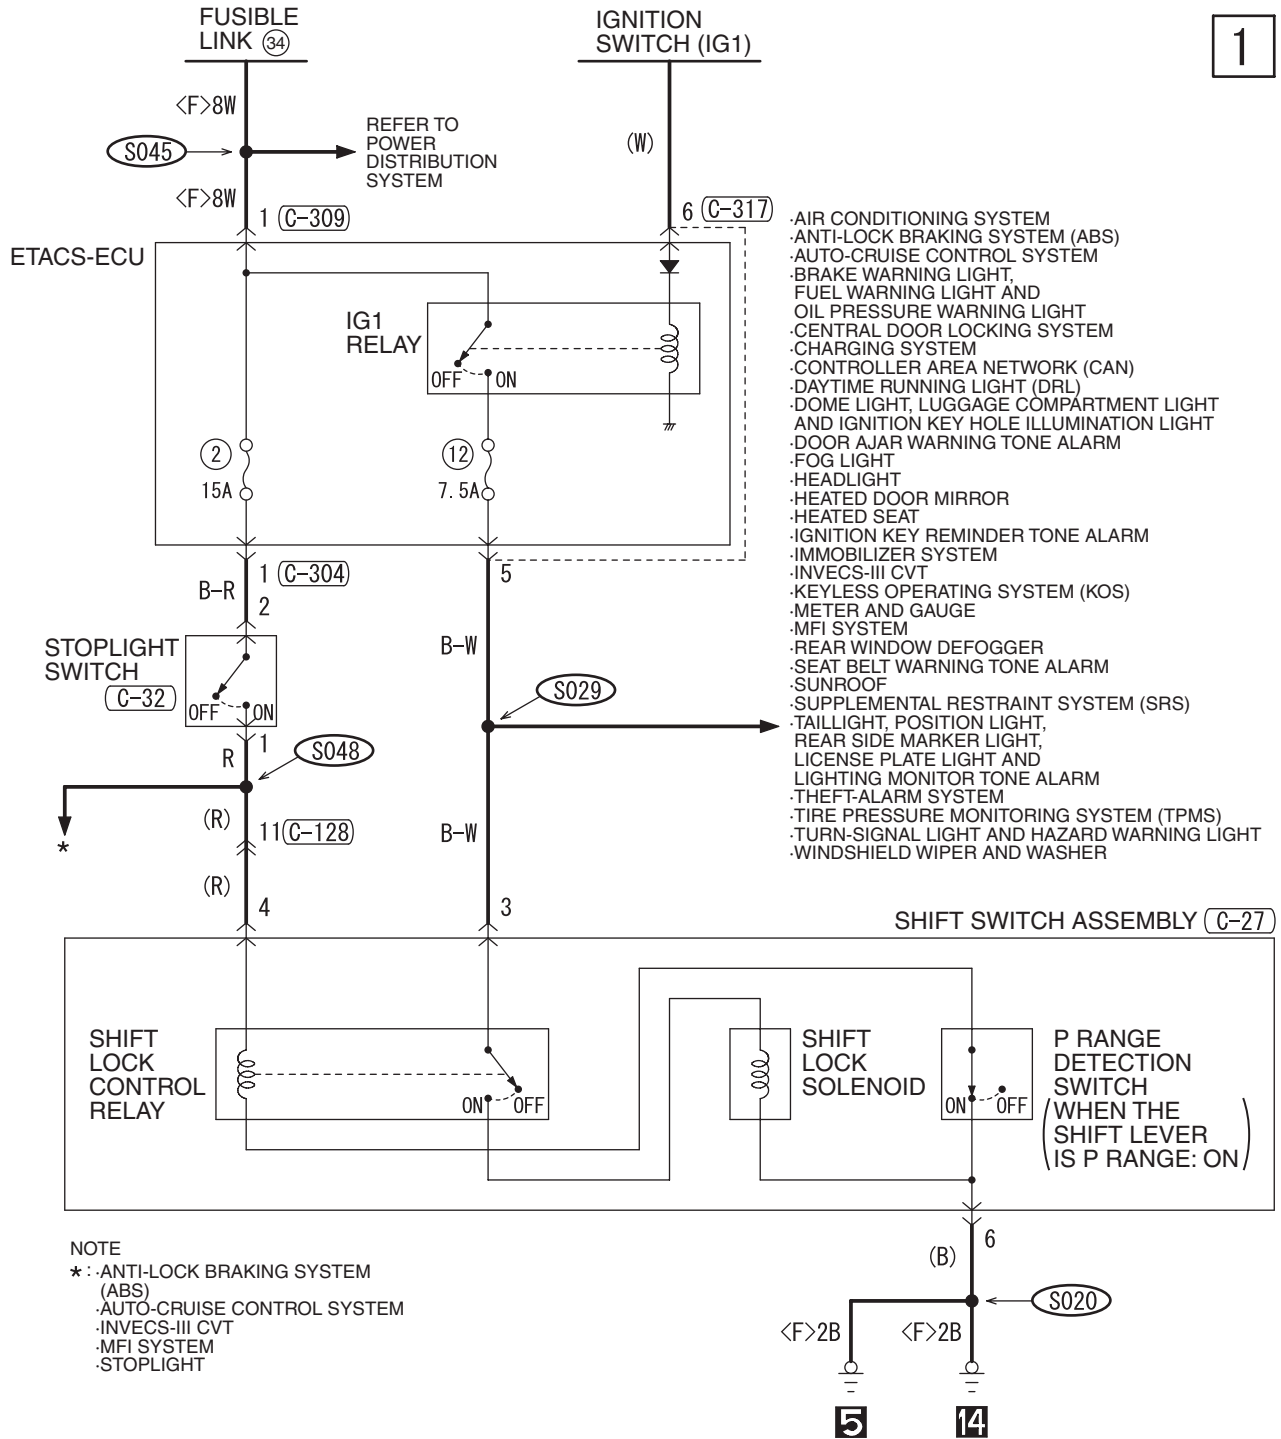 FUSIBLE
LINK 34
IGNITION
SWITCH (IG1)
1
<F>8W
S045
REFER TO
POWER
DISTRIBUTION
SYSTEM
(W)
<F>8W
1 C-309
6 C-317
ETACS-ECU
IG1
RELAY
OFF ON
2
15A
12
7.5A
·AIR CONDITIONING SYSTEM
·ANTI-LOCK BRAKING SYSTEM (ABS)
·AUTO-CRUISE CONTROL SYSTEM
·BRAKE WARNING LIGHT,
FUEL WARNING LIGHT AND
OIL PRESSURE WARNING LIGHT
·CENTRAL DOOR LOCKING SYSTEM
·CHARGING SYSTEM
·CONTROLLER AREA NETWORK (CAN)
·DAYTIME RUNNING LIGHT (DRL)
·DOME LIGHT, LUGGAGE COMPARTMENT LIGHT
AND IGNITION KEY HOLE ILLUMINATION LIGHT
·DOOR AJAR WARNING TONE ALARM
·FOG LIGHT
·HEADLIGHT
·HEATED DOOR MIRROR
·HEATED SEAT
·IGNITION KEY REMINDER TONE ALARM
·IMMOBILIZER SYSTEM
·INVECS-III CVT
·KEYLESS OPERATING SYSTEM (KOS)
·METER AND GAUGE
·MFI SYSTEM
·REAR WINDOW DEFOGGER
·SEAT BELT WARNING TONE ALARM
·SUNROOF
·SUPPLEMENTAL RESTRAINT SYSTEM (SRS)
·TAILLIGHT, POSITION LIGHT,
REAR SIDE MARKER LIGHT,
LICENSE PLATE LIGHT AND
LIGHTING MONITOR TONE ALARM
·THEFT-ALARM SYSTEM
·TIRE PRESSURE MONITORING SYSTEM (TPMS)
·TURN-SIGNAL LIGHT AND HAZARD WARNING LIGHT
·WINDSHIELD WIPER AND WASHER
1 C-304
5
B-R
2
STOPLIGHT
SWITCH
C-32
OFF ON
B-W
S029
1
R
S048
*
(R)
11 C-128
B-W
(R)
4
3
SHIFT SWITCH ASSEMBLY C-27
SHIFT
LOCK
CONTROL
RELAY
ON OFF
SHIFT
LOCK
SOLENOID
ON OFF
P RANGE
DETECTION
SWITCH
(WHEN THE
SHIFT LEVER
IS P RANGE: ON)
6
(B)
S020
<F>2B
<F>2B
5
14
NOTE
* : ·ANTI-LOCK BRAKING SYSTEM
(ABS)
·AUTO-CRUISE CONTROL SYSTEM
·INVECS-III CVT
·MFI SYSTEM
·STOPLIGHT